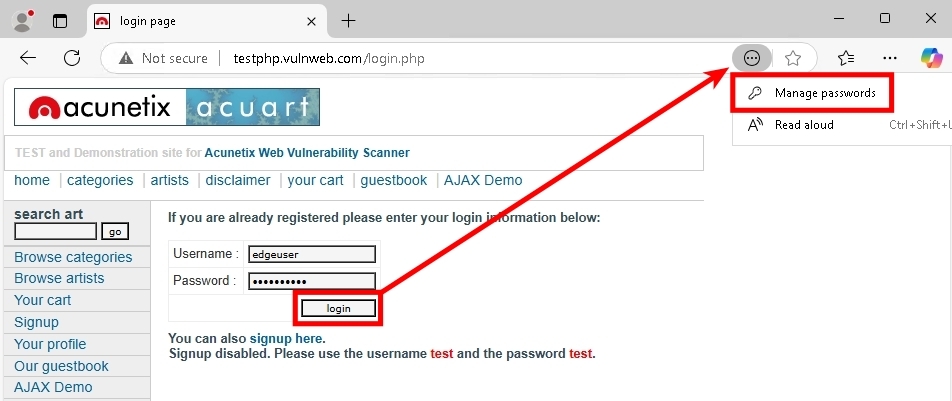 login page
Not secure testphp.vulnweb.com/login.php
Manage passwords
Read aloud Ctrl+Shift+U
acunetix acuart
TEST and Demonstration site for Acunetix Web Vulnerability Scanner
home categories artists disclaimer your cart guestbook AJAX Demo
search art
go
Browse categories
Browse artists
Your cart
Signup
Your profile
Our guestbook
AJAX Demo
If you are already registered please enter your login information below:
Username : edgeuser
Password : ••••••••••
login
You can also signup here.
Signup disabled. Please use the username test and the password test.